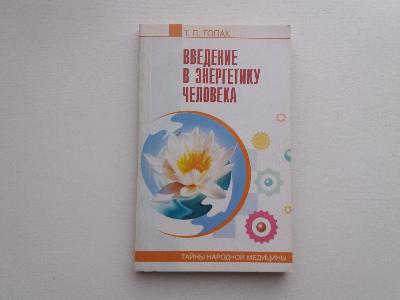 Т. П. ГОПАК
ВВЕДЕНИЕ
В ЭНЕРГЕТИКУ
ЧЕЛОВЕКА
ТАЙНЫ НАРОДНОЙ МЕДИЦИНЫ